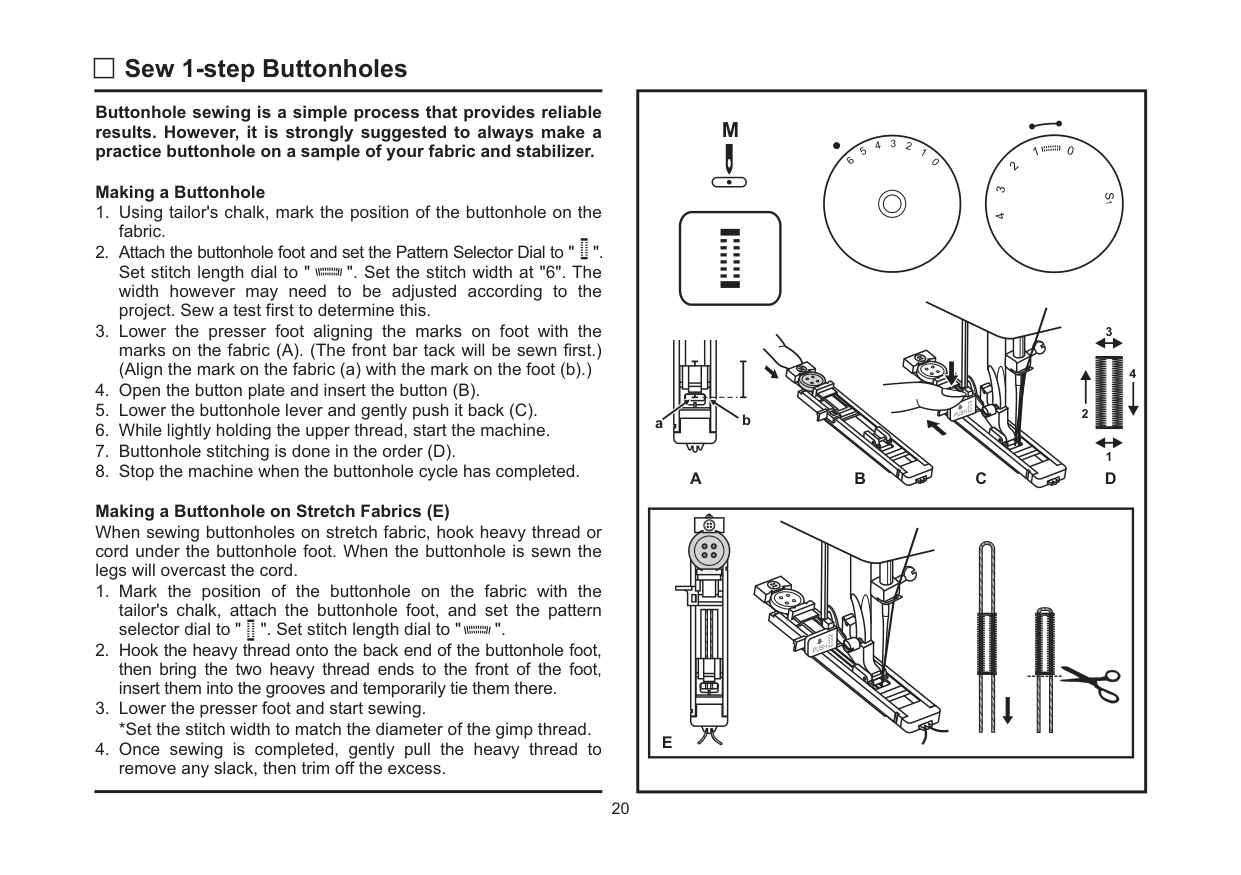 Sew 1-step Buttonholes
Buttonhole sewing is a simple process that provides reliable
results. However, it is strongly suggested to always make a
practice buttonhole on a sample of your fabric and stabilizer.
Making a Buttonhole
1. Using tailor's chalk, mark the position of the buttonhole on the
fabric.
2. Attach the buttonhole foot and set the Pattern Selector Dial to " ".
Set stitch length dial to " ". Set the stitch width at "6". The
width however may need to be adjusted according to the
project. Sew a test first to determine this.
3. Lower the presser foot aligning the marks on foot with the
marks on the fabric (A). (The front bar tack will be sewn first.)
(Align the mark on the fabric (a) with the mark on the foot (b).)
4. Open the button plate and insert the button (B).
5. Lower the buttonhole lever and gently push it back (C).
6. While lightly holding the upper thread, start the machine.
7. Buttonhole stitching is done in the order (D).
8. Stop the machine when the buttonhole cycle has completed.
Making a Buttonhole on Stretch Fabrics (E)
When sewing buttonholes on stretch fabric, hook heavy thread or
cord under the buttonhole foot. When the buttonhole is sewn the
legs will overcast the cord.
1. Mark the position of the buttonhole on the fabric with the
tailor's chalk, attach the buttonhole foot, and set the pattern
selector dial to " ". Set stitch length dial to " ".
2. Hook the heavy thread onto the back end of the buttonhole foot,
then bring the two heavy thread ends to the front of the foot,
insert them into the grooves and temporarily tie them there.
3. Lower the presser foot and start sewing.
*Set the stitch width to match the diameter of the gimp thread.
4. Once sewing is completed, gently pull the heavy thread to
remove any slack, then trim off the excess.
M
6 5 4 3 2 1 0
4 3 2 1 0
S1
a
b
A
B
PUSH
C
3
4
2
1
D
PUSH
E
20